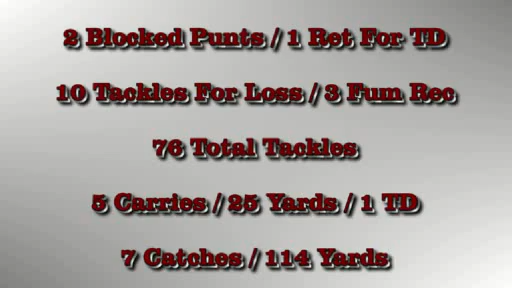 2 Blocked Punts / 1 Ret For TD
10 Tackles For Loss / 3 Fum Rec
76 Total Tackles
5 Carries / 25 Yards / 1 TD
7 Catches / 114 Yards